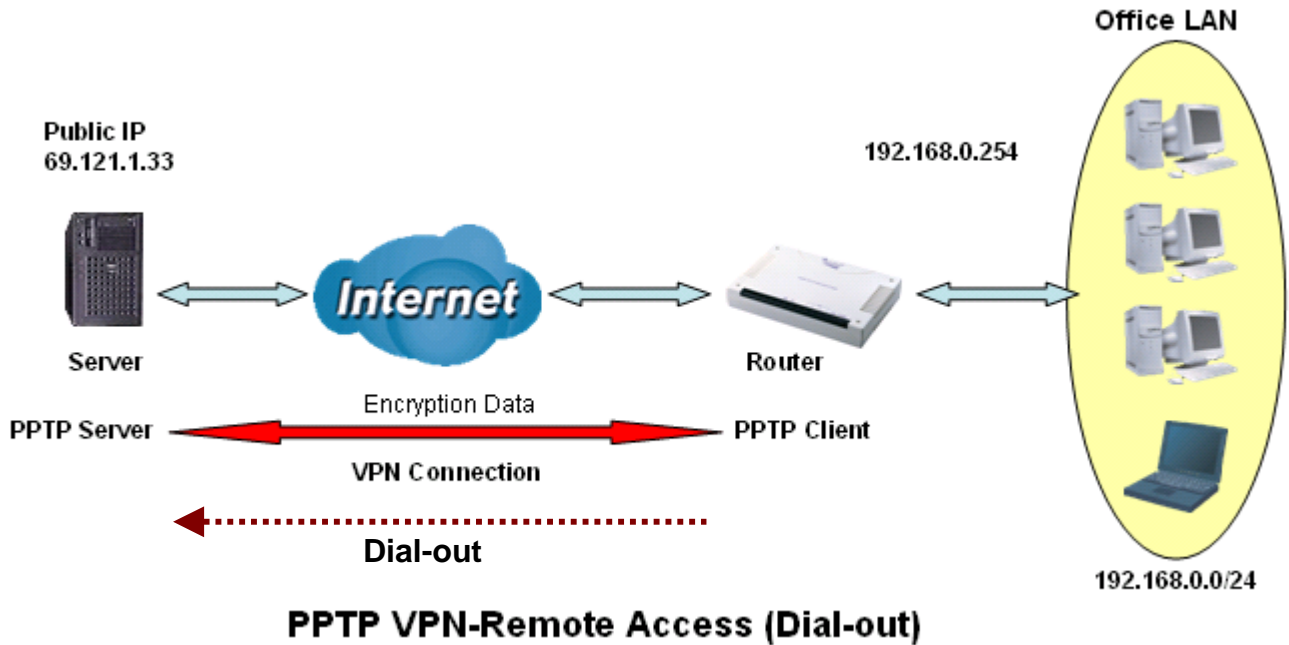 Office LAN
Public IP
69.121.1.33
192.168.0.254
Internet
Server
Router
Encryption Data
PPTP Server
PPTP Client
VPN Connection
Dial-out
192.168.0.0/24
PPTP VPN-Remote Access (Dial-out)